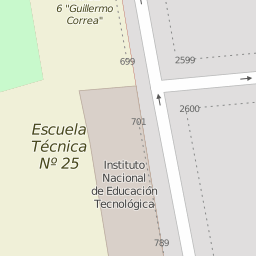 6 "Guillermo
Correa"
699
2599
2600
701
Escuela
Técnica
Nº 25
Instituto
Nacional
de Educación
Tecnológica
789